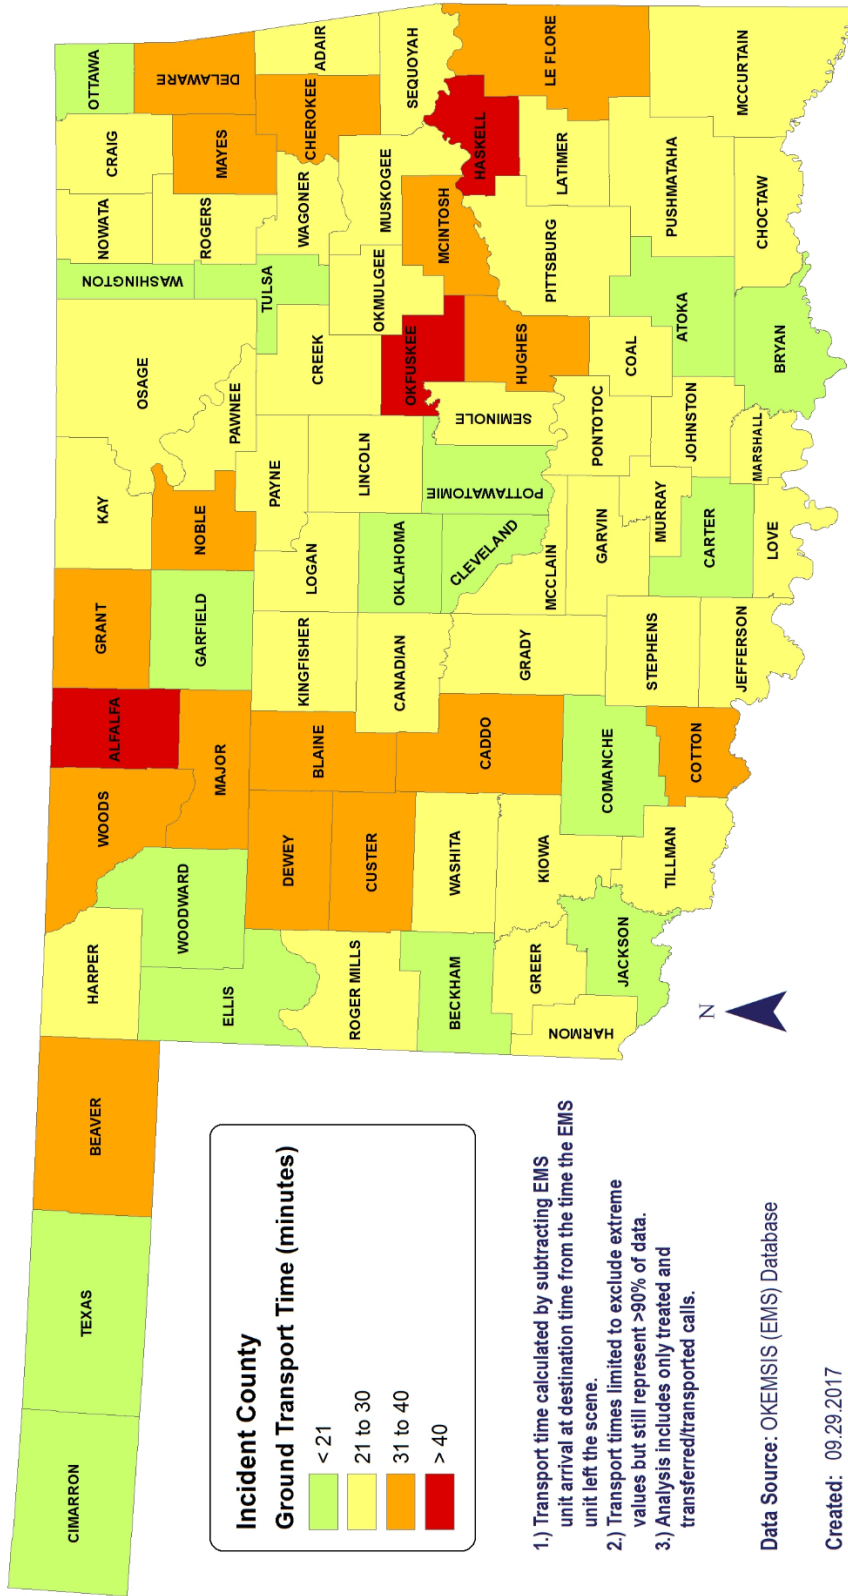 CIMARRON
TEXAS
BEAVER
HARPER
WOODS
ALFALFA
GRANT
KAY
OSAGE
WASHINGTON
NOWATA
CRAIG
OTTAWA
ELLIS
WOODWARD
MAJOR
GARFIELD
NOBLE
PAWNEE
ROGERS
MAYES
DELAWARE
TULSA
ROGER MILLS
DEWEY
BLAINE
KINGFISHER
LOGAN
PAYNE
CREEK
WAGONER
CHEROKEE
ADAIR
CUSTER
CANADIAN
OKLAHOMA
LINCOLN
OKFUSKEE
OKMULGEE
MUSKOGEE
SEQUOYAH
BECKHAM
WASHITA
CADDO
GRADY
CLEVELAND
POTTAWATOMIE
SEMINOLE
HUGHES
MCINTOSH
HASKELL
LE FLORE
HARMON
GREER
KIOWA
COMANCHE
MCCLAIN
GARVIN
PONTOTOC
COAL
PITTSBURG
LATIMER
JACKSON
TILLMAN
COTTON
STEPHENS
MURRAY
JOHNSTON
ATOKA
PUSHMATAHA
MCCURTAIN
JEFFERSON
CARTER
LOVE
MARSHALL
BRYAN
CHOCTAW
N
Incident County
Ground Transport Time (minutes)
< 21
21 to 30
31 to 40
> 40
1.) Transport time calculated by subtracting EMS
unit arrival at destination time from the time the EMS
unit left the scene.
2.) Transport times limited to exclude extreme
values but still represent >90% of data.
3.) Analysis includes only treated and
transferred/transported calls.
Data Source: OKEMSIS (EMS) Database
Created: 09.29.2017